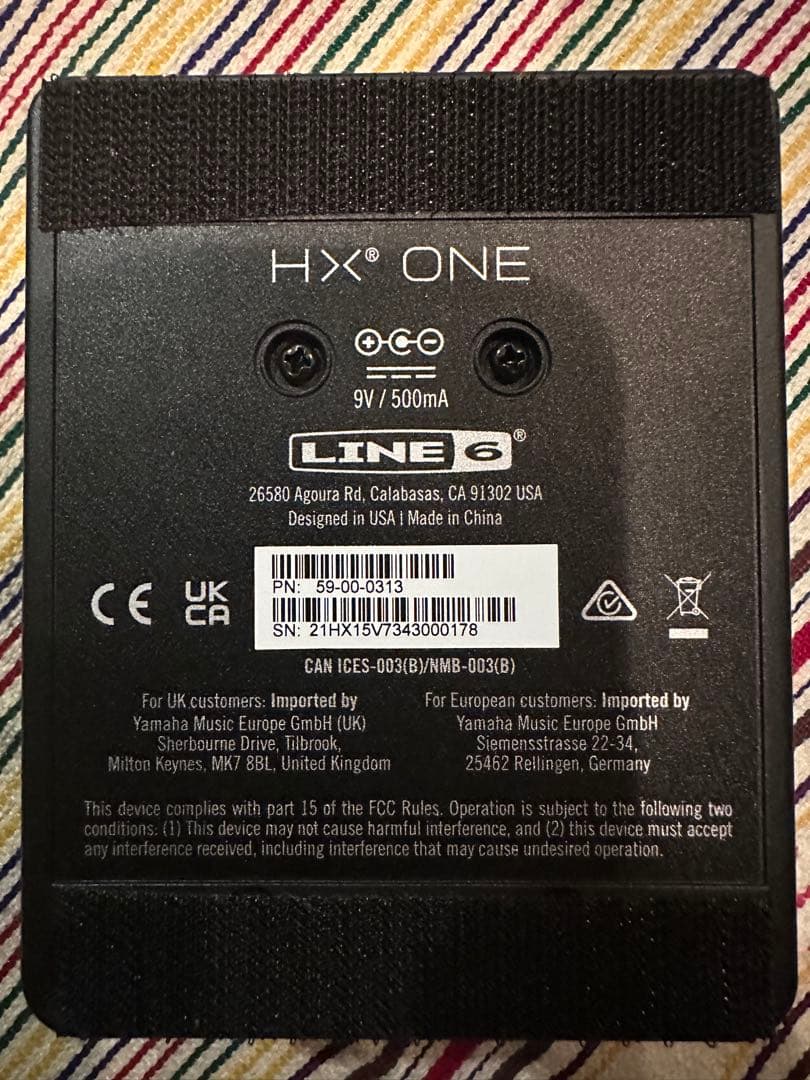 HX® ONE
9V / 500mA
LINE 6®
26580 Agoura Rd, Calabasas, CA 91302 USA
Designed in USA | Made in China
CE
UK
CA
PN: 59-00-0313
SN: 21HX15V7343000178
CAN ICES-003(B)/NMB-003(B)
For UK customers: Imported by
Yamaha Music Europe GmbH (UK)
Sherbourne Drive, Tilbrook,
Milton Keynes, MK7 8BL, United Kingdom
For European customers: Imported by
Yamaha Music Europe GmbH
Siemensstrasse 22-34,
25462 Rellingen, Germany
This device complies with part 15 of the FCC Rules. Operation is subject to the following two
conditions: (1) This device may not cause harmful interference, and (2) this device must accept
any interference received, including interference that may cause undesired operation.